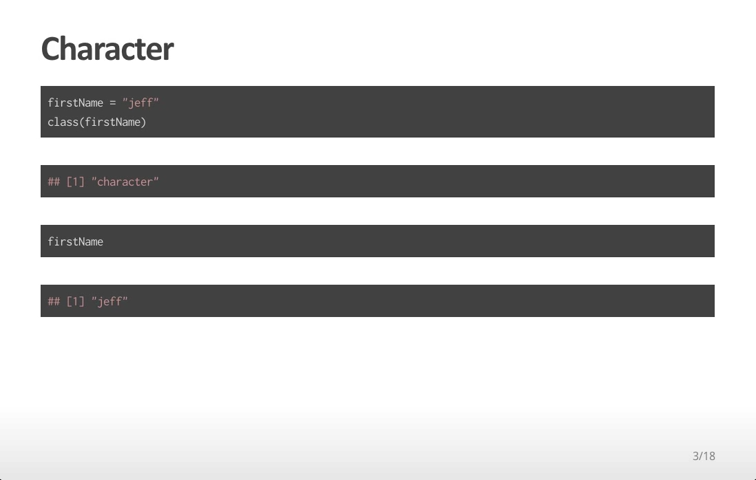 Character
firstName = "jeff"
class(firstName)
## [1] "character"
firstName
## [1] "jeff"
3/18